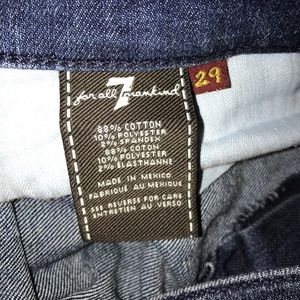 7
for all mankind
29
88% COTTON
10% POLYESTER
2% SPANDEX
88% COTON
10% POLYESTER
2% ELASTHANNE
MADE IN MEXICO
FABRIQUÉ AU MEXIQUE
SEE REVERSE FOR CARE
ENTRETIEN AU VERSO